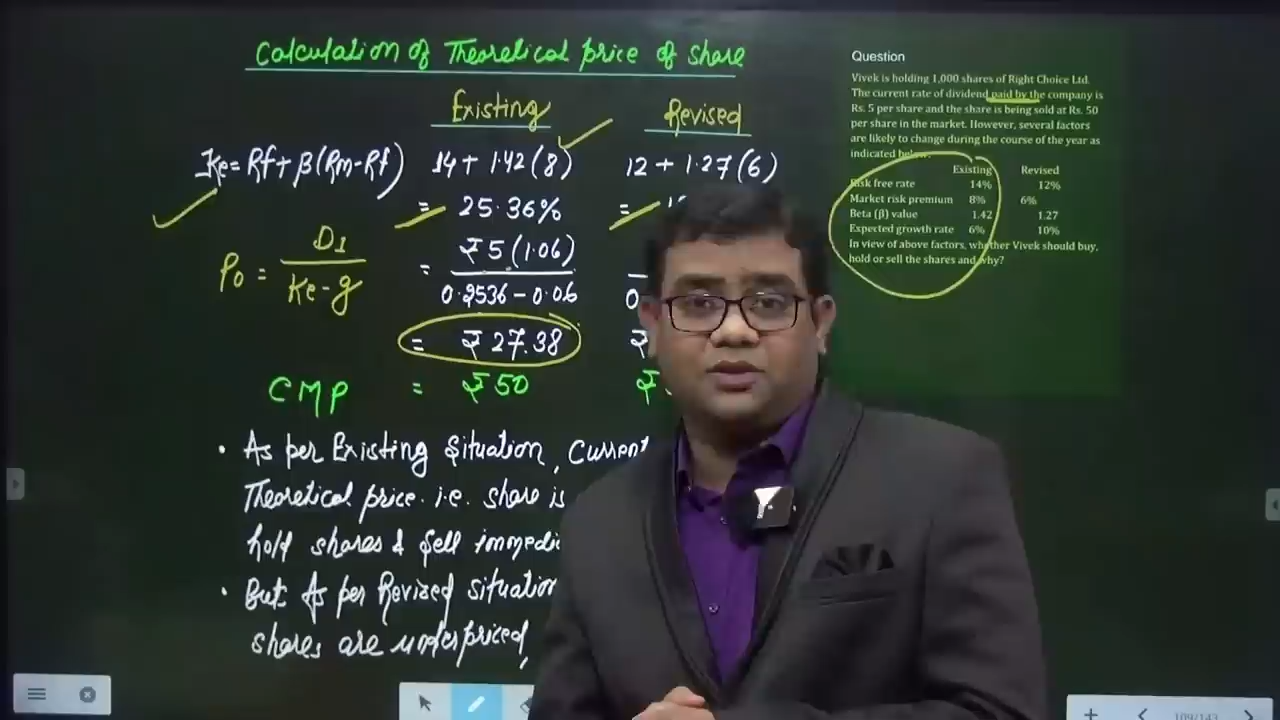 Calculation of Theoretical price of share
Existing Revised
Ke = Rf + β(Rm-Rf) 14 + 1.42 (8) 12 + 1.27 (6)
= 25.36% =
Po = D1 / Ke-g = ₹5 (1.06) / 0.2536 - 0.06
= ₹27.38 ₹
CMP = ₹50 ₹
• As per Existing Situation, Current
Theoretical price. i.e. share is
hold shares & Sell
• But As per Revised situation
shares are underpriced,
Question
Vivek is holding 1,000 shares of Right Choice Ltd.
The current rate of dividend paid by the company is
Rs. 5 per share and the share is being sold at Rs. 50
per share in the market. However, several factors
are likely to change during the course of the year as
indicated
Existing Revised
Risk free rate 14% 12%
Market risk premium 8% 6%
Beta (β) value 1.42 1.27
Expected growth rate 6% 10%
In view of above factors, whether Vivek should buy,
hold or sell the shares and why?
109/143